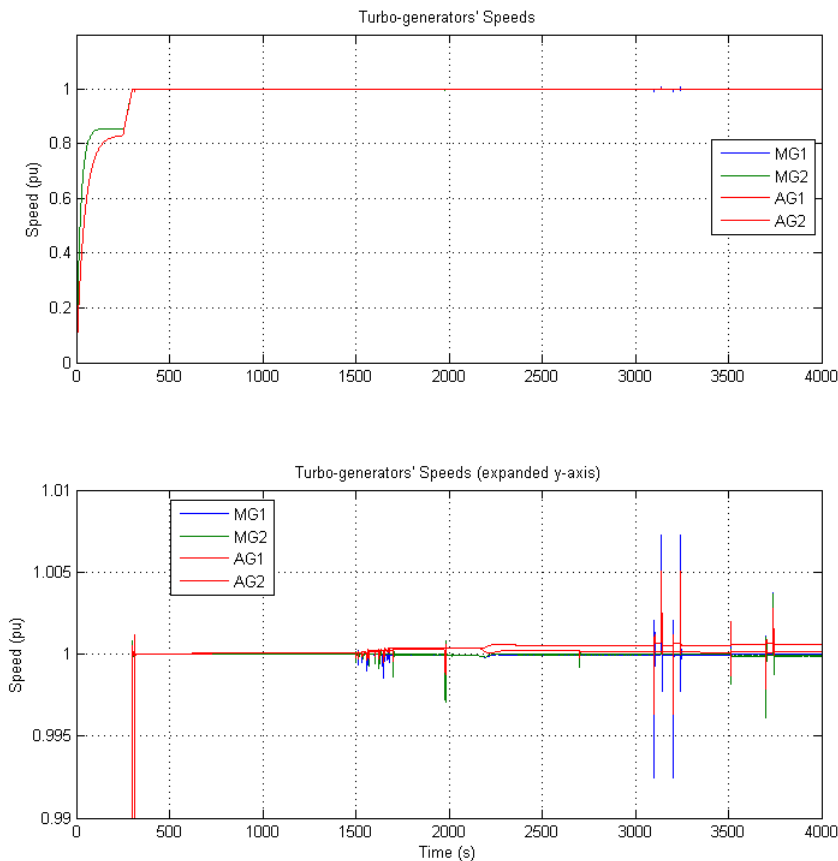 Turbo-generators' Speeds
Speed (pu)
1
0.8
0.6
0.4
0.2
0
MG1
MG2
AG1
AG2
0 500 1000 1500 2000 2500 3000 3500 4000
Turbo-generators' Speeds (expanded y-axis)
Speed (pu)
1.01
1.005
1
0.995
0.99
MG1
MG2
AG1
AG2
0 500 1000 1500 2000 2500 3000 3500 4000
Time (s)